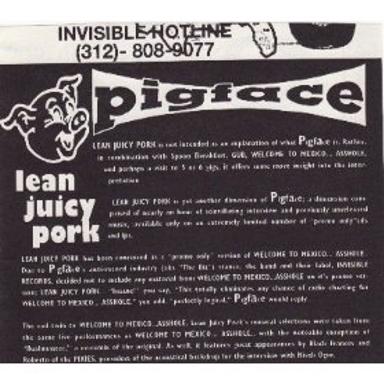 INVISIBLE HOTLINE
(312)- 808-9077
pigface
lean
juicy
pork
LEAN JUICY PORK is not intended as an explanation of what Pigface is. Rather,
in combination with Spoon Breakfast, GUB, WELCOME TO MEXICO... ASSHOLE,
and perhaps a visit to 5 or 6 gigs, it offers some more insight into the inter-
pretation
LEAN JUICY PORK is yet another dimension of Pigface; a dimension com-
posed of nearly an hour of scintillating interview and previously unreleased
music, available only on an extremely limited number of "promo only" cds
and lps.
LEAN JUICY PORK has been conceived as a "promo only" version of WELCOME TO MEXICO... ASSHOLE.
Due to Pigface's anti-record industry (aka "The Biz") stance, the band and their label, INVISIBLE
RECORDS, decided not to include any material from WELCOME TO MEXICO...ASSHOLE on it's promo ver-
sion; LEAN JUICY PORK. "Insane!" you say, "This totally eliminates any chance of radio charting for
WELCOME TO MEXICO... ASSHOLE." you add. "perfectly logical," Pigface would reply.
The evil twin to WELCOME TO MEXICO...ASSHOLE, Lean Juicy Pork's musical selections were taken from
the same live performances as WELCOME TO MEXICO... ASSHOLE, with the noticeable exception of
of the original. As well, it features guest appearances by Black Francis and
Roberto of the PIXIES, providers of the acoustical backdrop for the interview with Nivek Ogre.